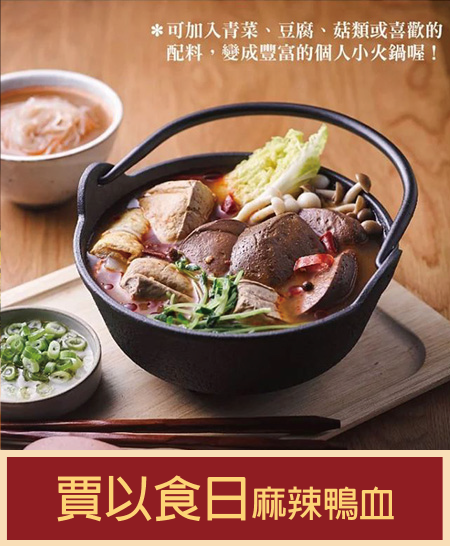 ＊可加入青菜、豆腐、菇類或喜歡的
配料，變成豐富的個人小火鍋喔！
賈以食日麻辣鴨血